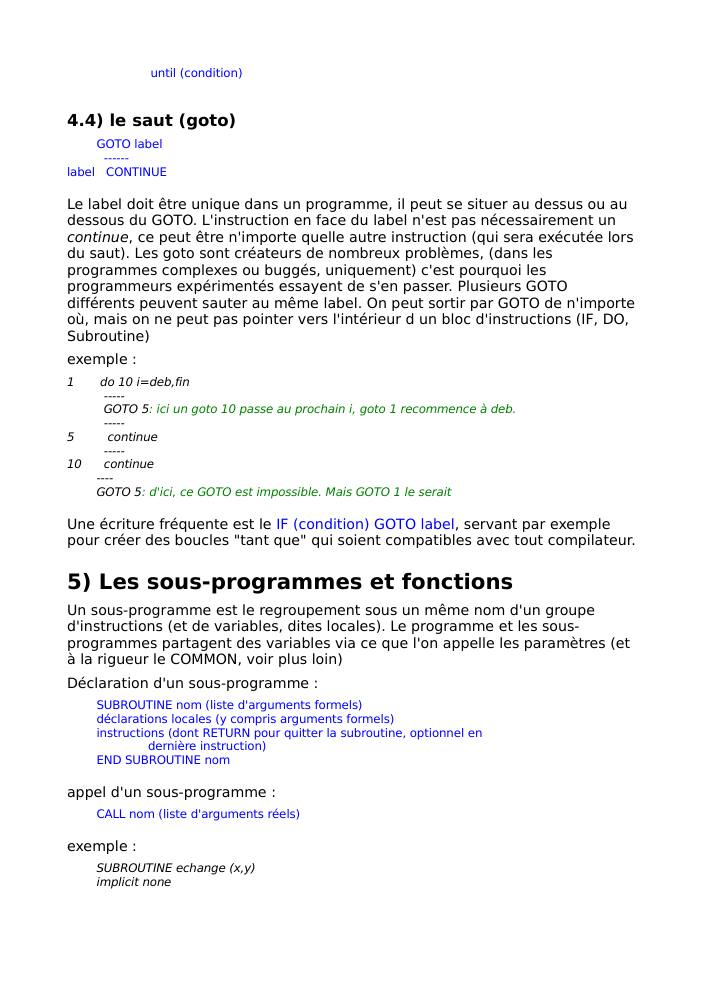 until (condition)
4.4) le saut (goto)
GOTO label
------
label CONTINUE
Le label doit être unique dans un programme, il peut se situer au dessus ou au
dessous du GOTO. L'instruction en face du label n'est pas nécessairement un
continue, ce peut être n'importe quelle autre instruction (qui sera exécutée lors
du saut). Les goto sont créateurs de nombreux problèmes, (dans les
programmes complexes ou buggés, uniquement) c'est pourquoi les
programmeurs expérimentés essayent de s'en passer. Plusieurs GOTO
différents peuvent sauter au même label. On peut sortir par GOTO de n'importe
où, mais on ne peut pas pointer vers l'intérieur d un bloc d'instructions (IF, DO,
Subroutine)
exemple :
1 do 10 i=deb,fin
-----
GOTO 5: ici un goto 10 passe au prochain i, goto 1 recommence à deb.
-----
5 continue
-----
10 continue
----
GOTO 5: d'ici, ce GOTO est impossible. Mais GOTO 1 le serait
Une écriture fréquente est le IF (condition) GOTO label, servant par exemple
pour créer des boucles "tant que" qui soient compatibles avec tout compilateur.
5) Les sous-programmes et fonctions
Un sous-programme est le regroupement sous un même nom d'un groupe
d'instructions (et de variables, dites locales). Le programme et les sous-
programmes partagent des variables via ce que l'on appelle les paramètres (et
à la rigueur le COMMON, voir plus loin)
Déclaration d'un sous-programme :
SUBROUTINE nom (liste d'arguments formels)
déclarations locales (y compris arguments formels)
instructions (dont RETURN pour quitter la subroutine, optionnel en
dernière instruction)
END SUBROUTINE nom
appel d'un sous-programme :
CALL nom (liste d'arguments réels)
exemple :
SUBROUTINE echange (x,y)
implicit none